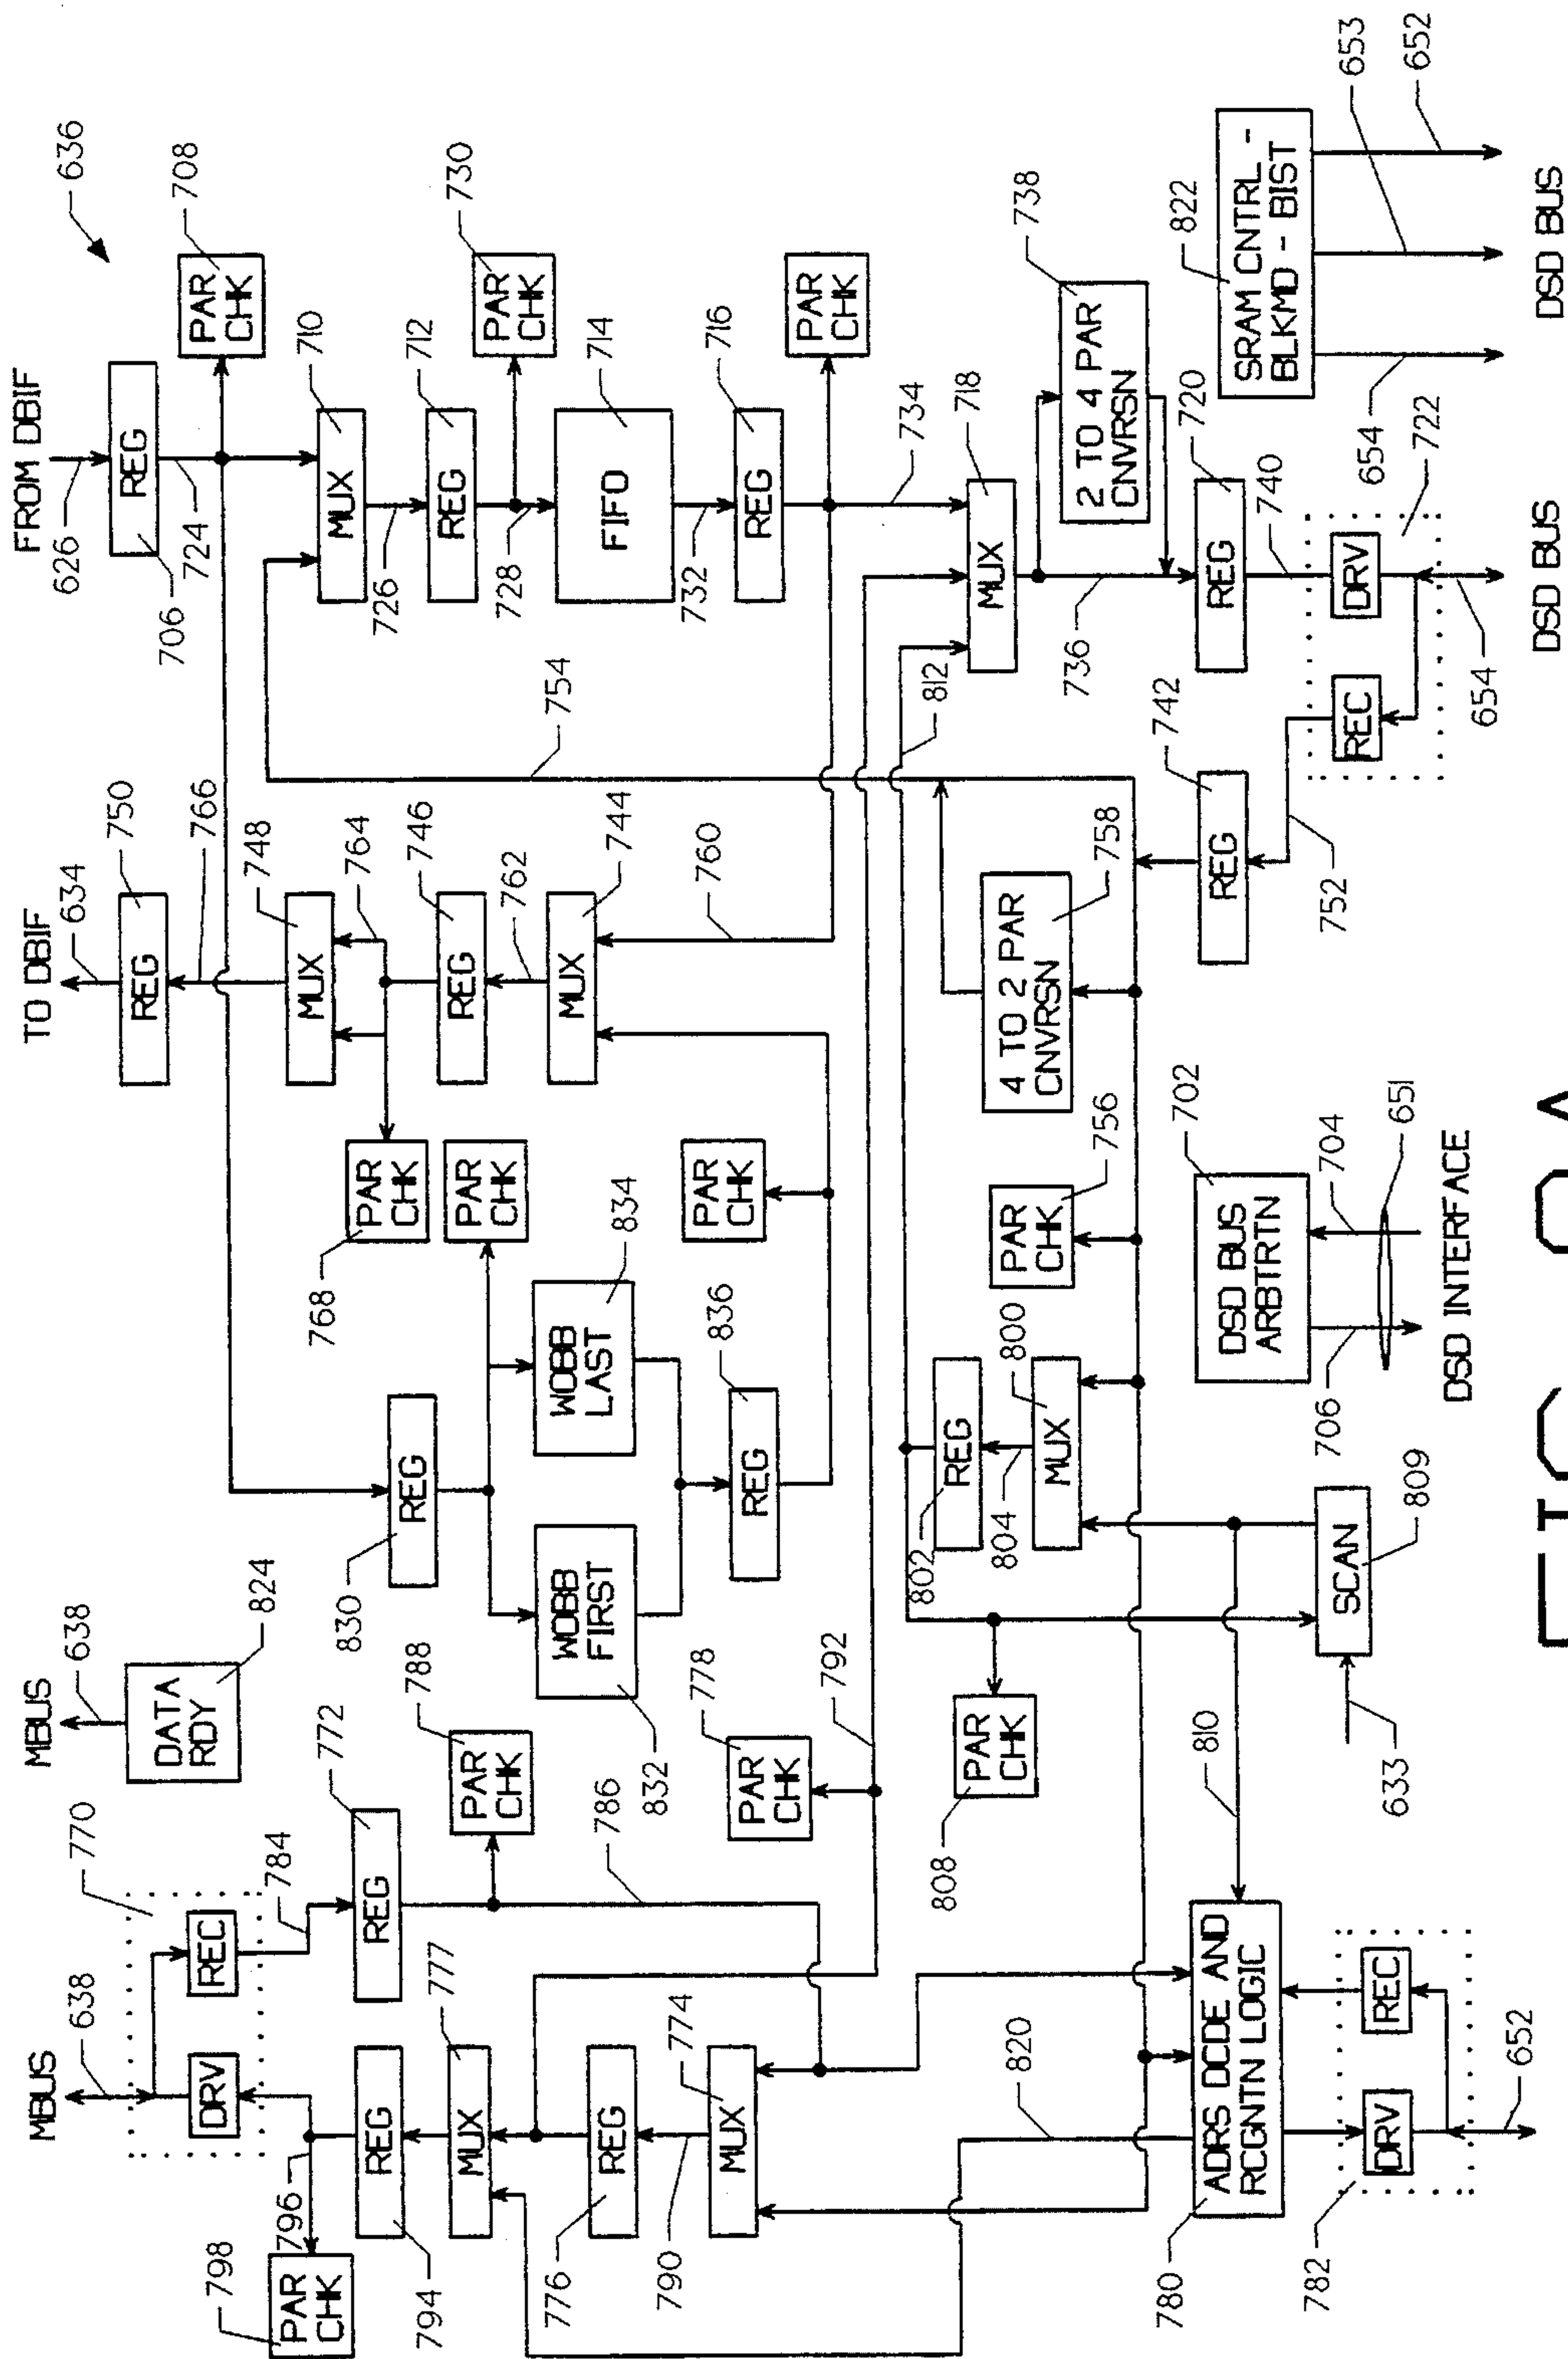 MBUS
638
770
DRV
REC
784
796
798
PAR
CHK
794
REG
772
REG
777
MUX
788
PAR
CHK
776
REG
786
790
774
MUX
778
PAR
CHK
792
820
780
ADRS DCDE AND
RCGNTN LOGIC
782
DRV
REC
652
MBUS
638
824
DATA
RDY
830
REG
768
PAR
CHK
PAR
CHK
WOBB
FIRST
832
WOBB
LAST
834
836
REG
PAR
CHK
808
PAR
CHK
802
REG
804
800
MUX
810
633
SCAN
809
PAR
CHK
756
702
DSD BUS
ARBTRTN
706
704
651
DSD INTERFACE
TO DBIF
634
750
REG
766
748
MUX
764
746
REG
762
744
MUX
760
754
4 TO 2 PAR
CNVRSN
758
812
742
REG
752
FROM DBIF
626
REG
706
724
636
708
PAR
CHK
710
MUX
726
712
REG
728
730
PAR
CHK
714
FIFO
732
716
REG
PAR
CHK
734
718
MUX
736
738
2 TO 4 PAR
CNVRSN
720
REG
740
722
REC
DRV
654
DSD BUS
822
SRAM CNTRL -
BLKMD - BIST
654
653
652
DSD BUS